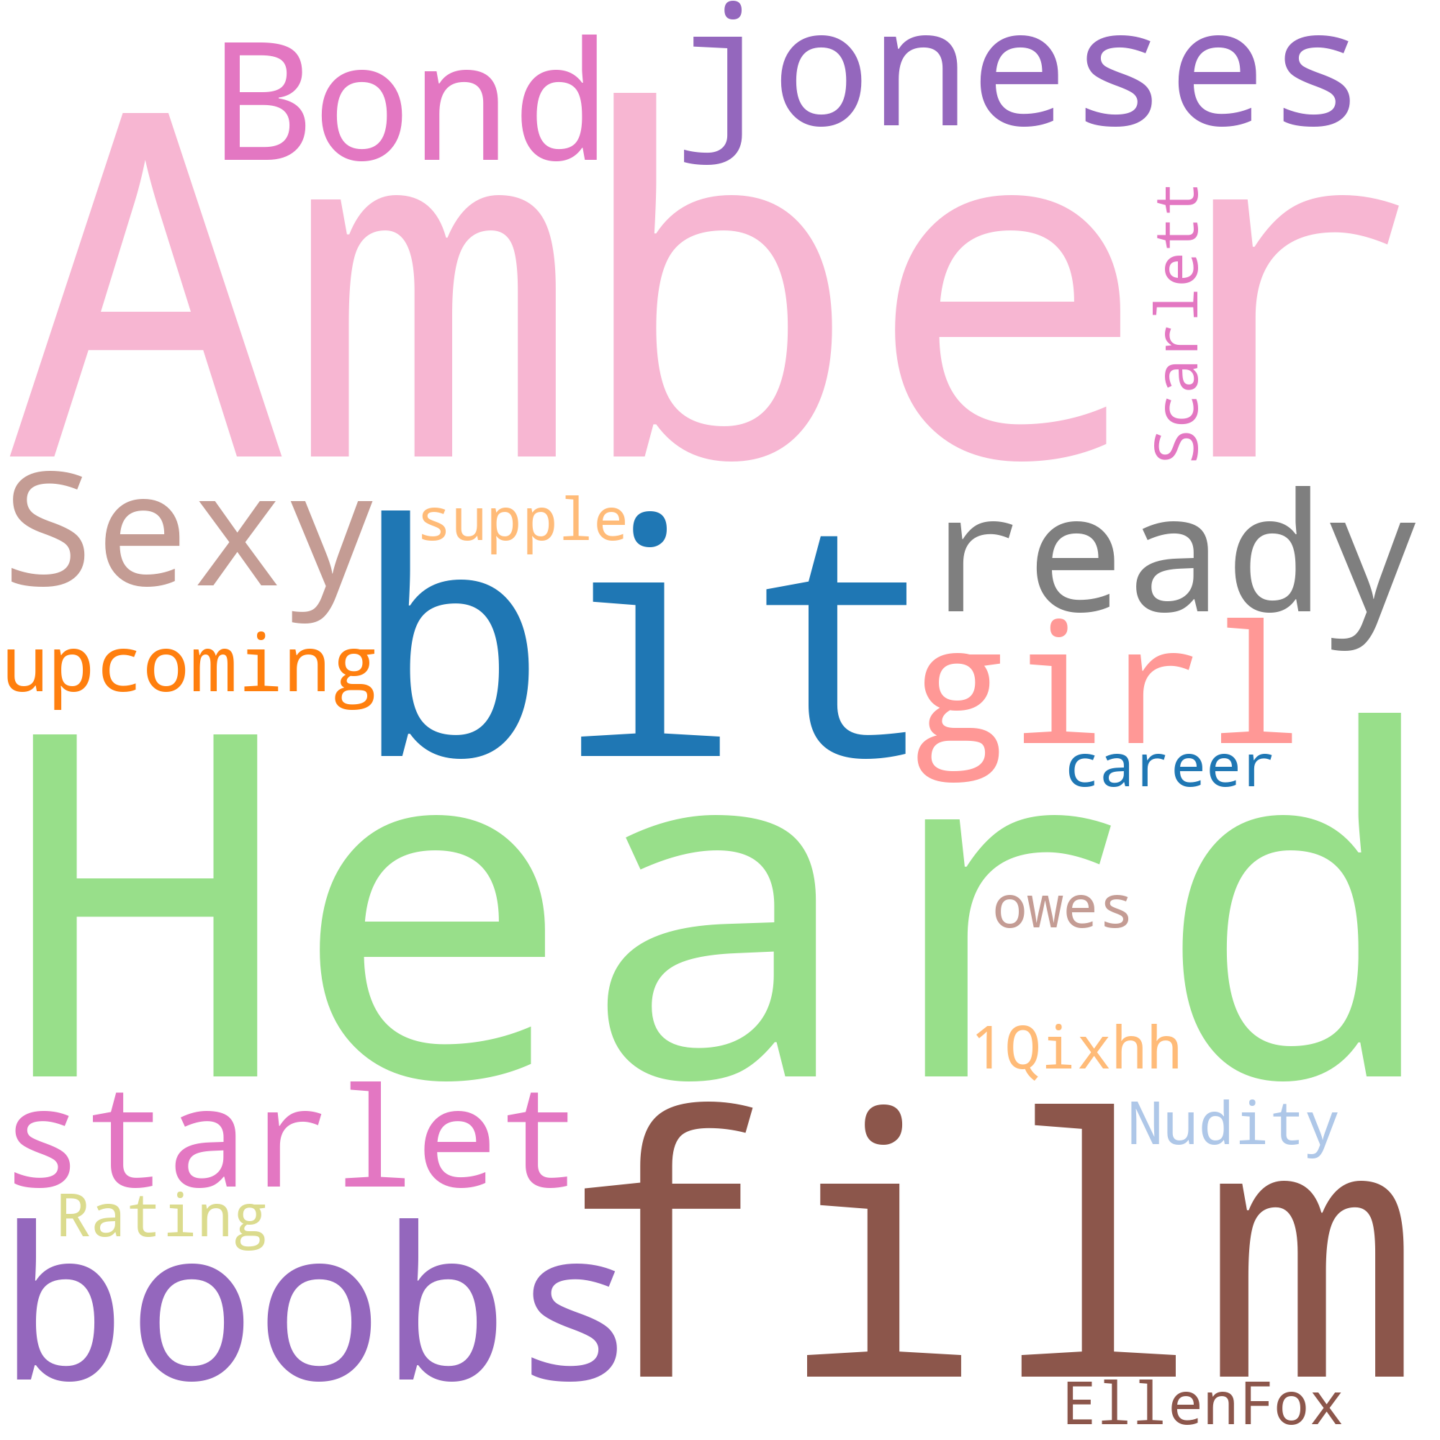 Bond
joneses
Amber
Scarlett
Sexy
supple
bit
ready
upcoming
girl
career
Heard
owes
1Qixhh
starlet
film
Nudity
Rating
boobs
EllenFox